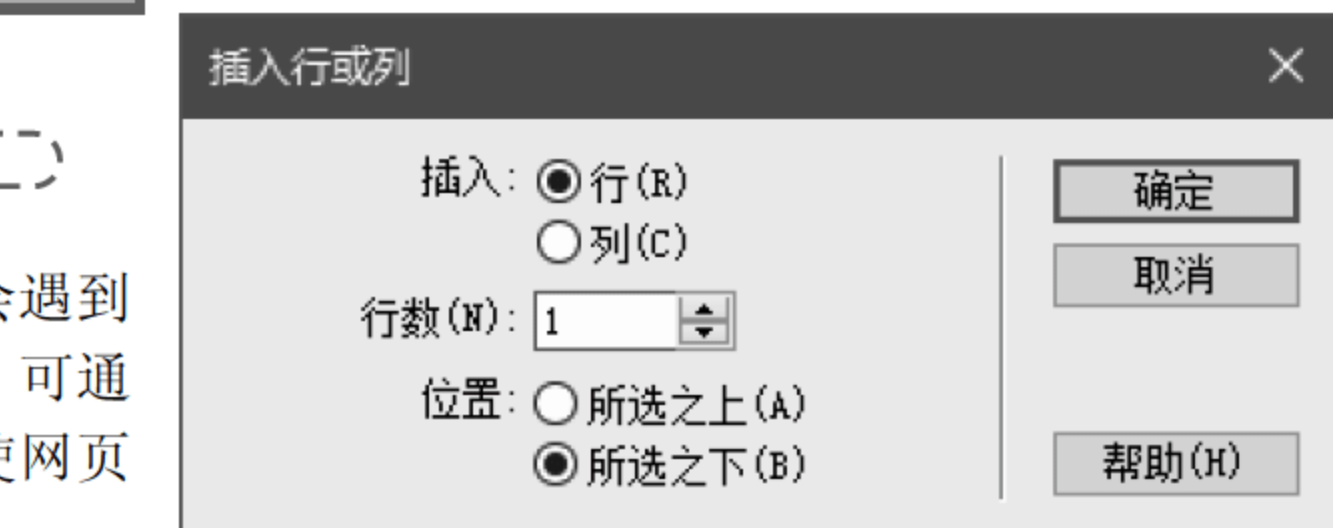 插入行或列
插入: 行(R)
列(C)
行数(N): 1
位置: 所选之上(A)
所选之下(B)
确定
取消
帮助(H)
会遇到
可通
使网页